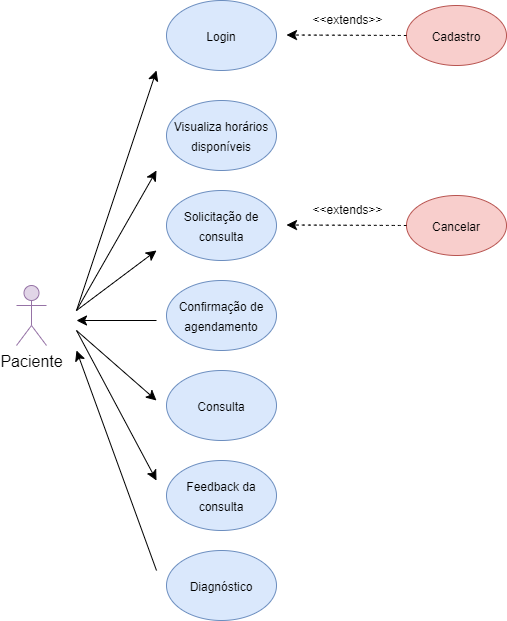 Login
<<extends>>
Cadastro
Visualiza horários
disponíveis
Solicitação de
consulta
<<extends>>
Cancelar
Confirmação de
agendamento
Paciente
Consulta
Feedback da
consulta
Diagnóstico